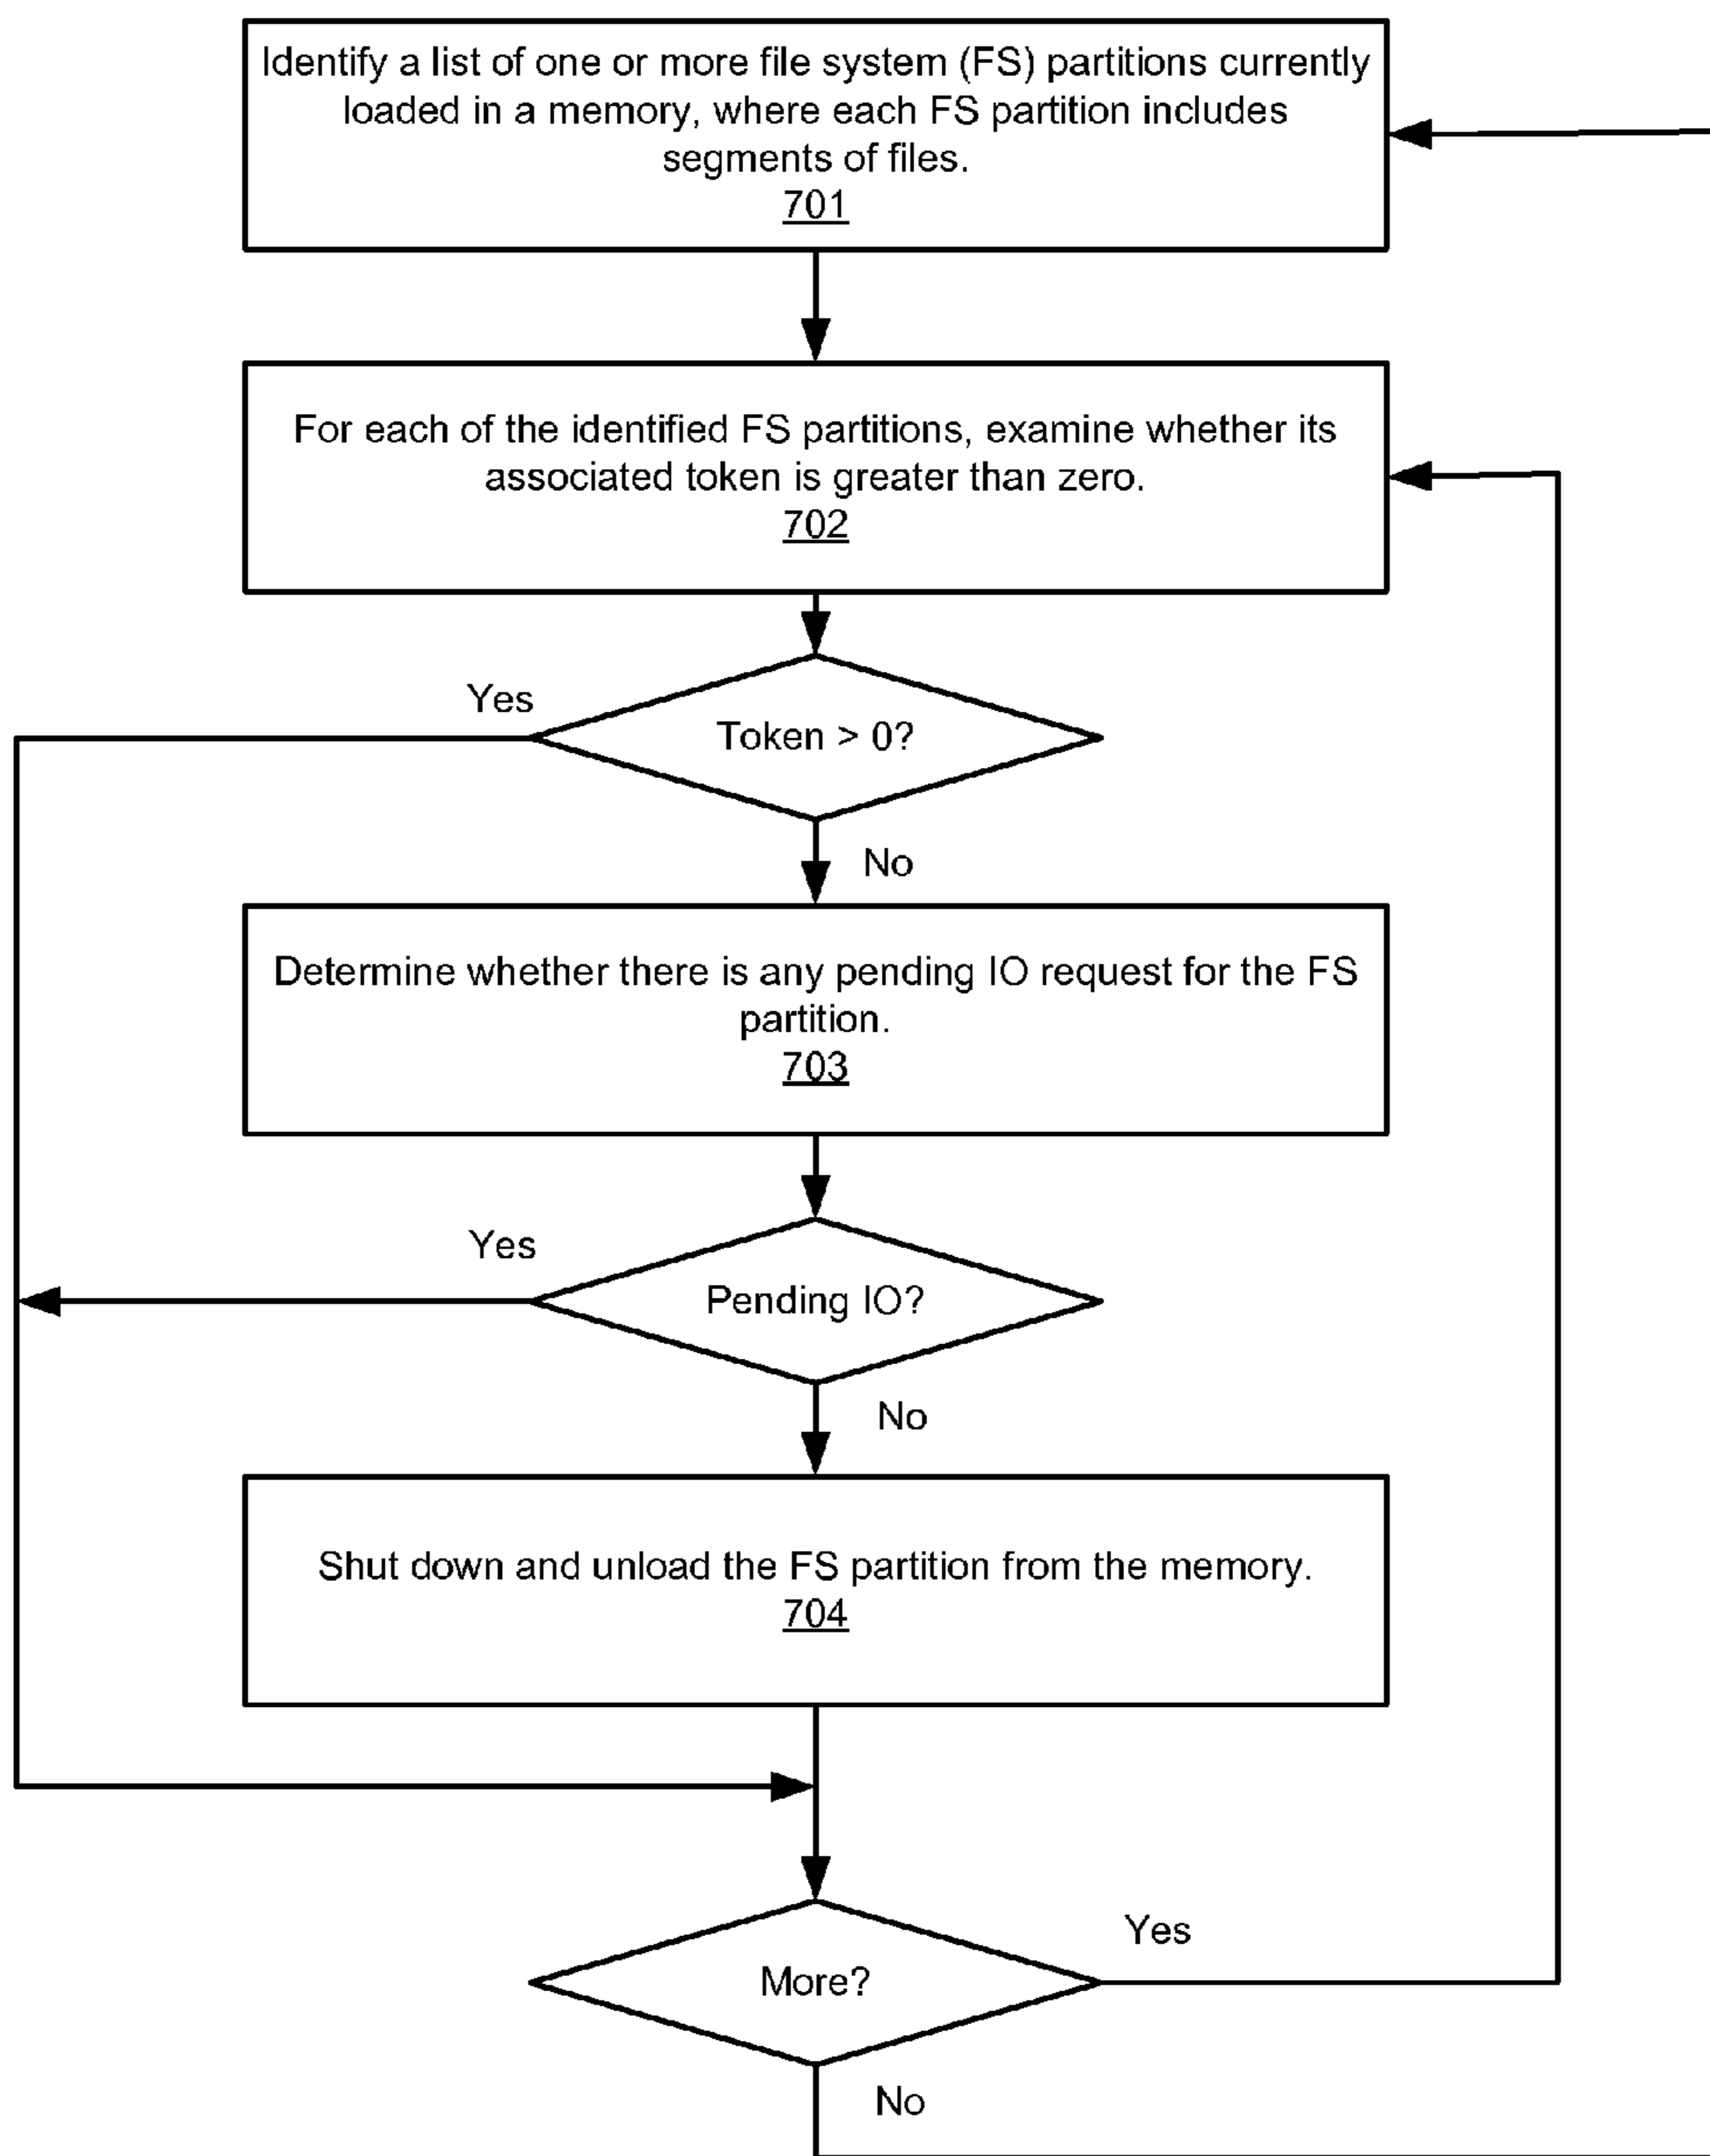 Identify a list of one or more file system (FS) partitions currently
loaded in a memory, where each FS partition includes
segments of files.
701
For each of the identified FS partitions, examine whether its
associated token is greater than zero.
702
Yes
Token > 0?
No
Determine whether there is any pending IO request for the FS
partition.
703
Yes
Pending IO?
No
Shut down and unload the FS partition from the memory.
704
Yes
More?
No